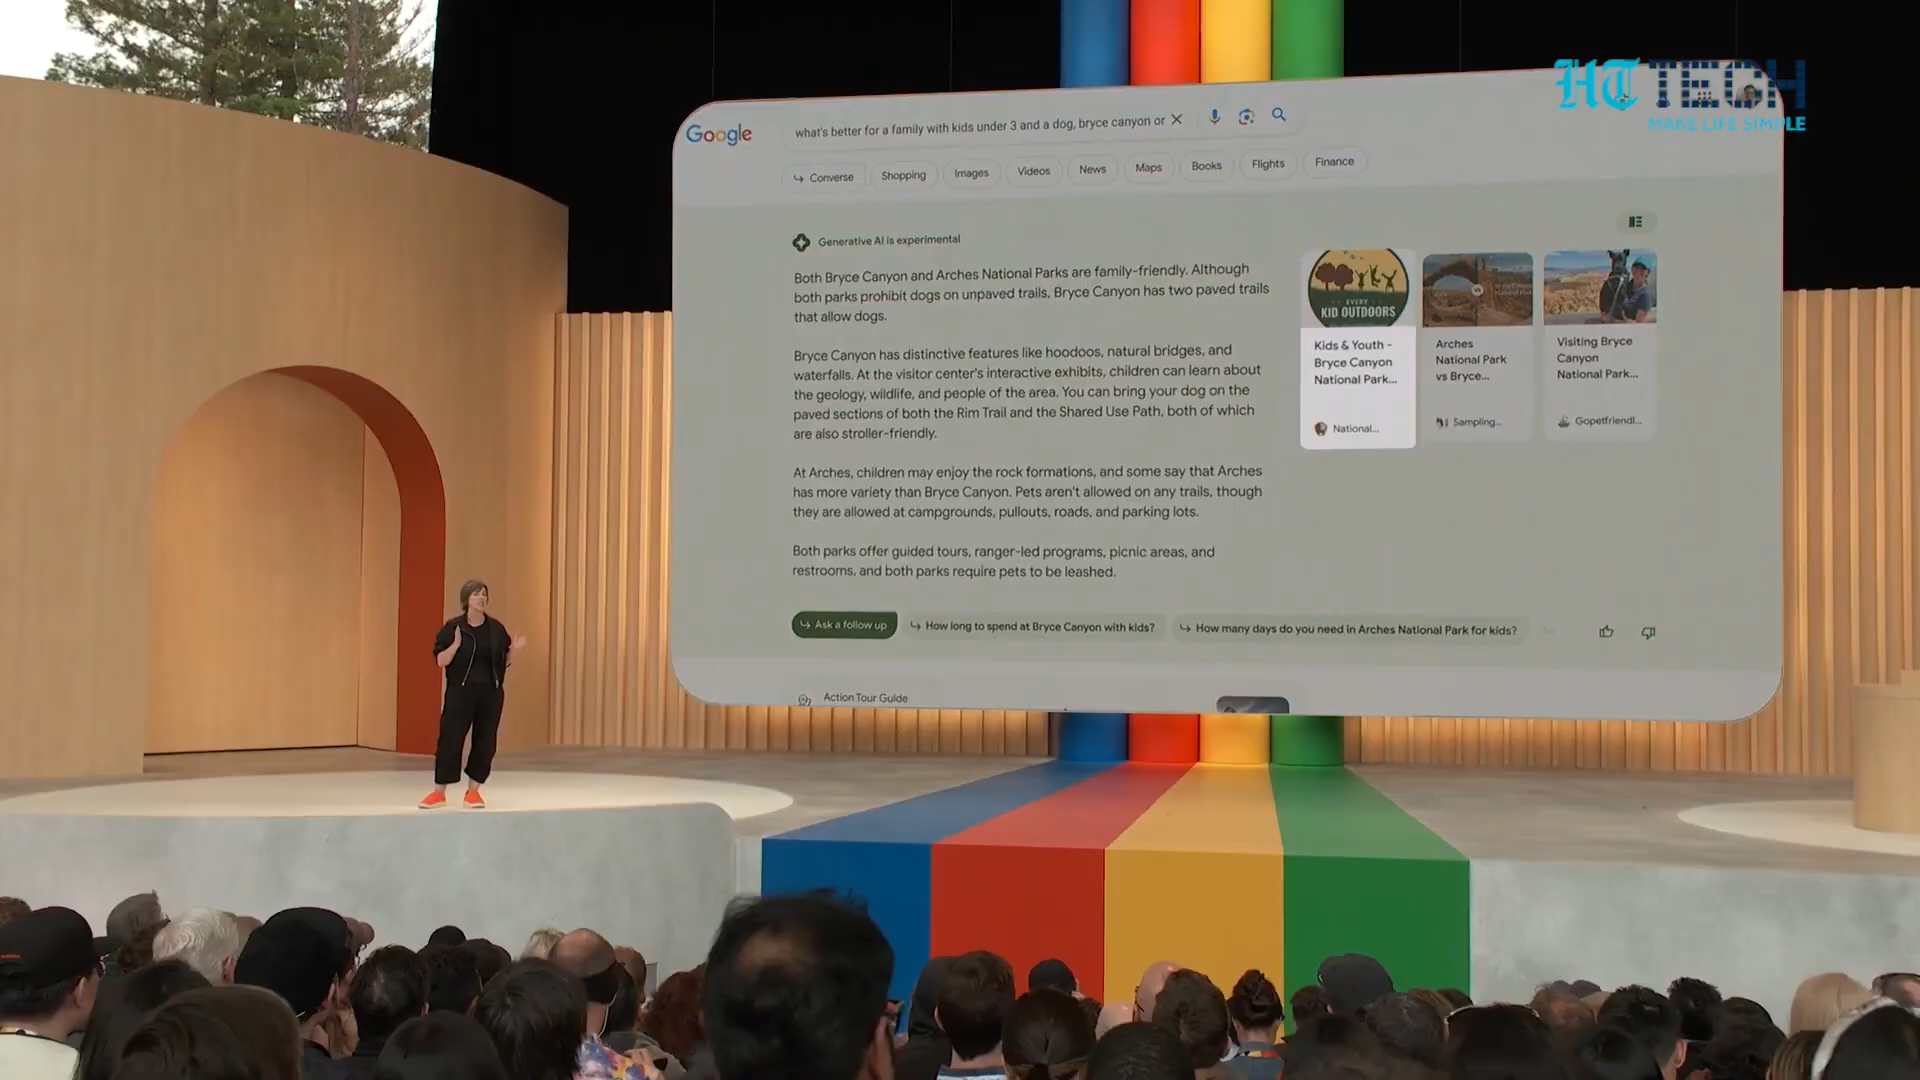 HT TECH
MAKE LIFE SIMPLE
Google
what's better for a family with kids under 3 and a dog, bryce canyon or
Converse
Shopping
Images
Videos
News
Maps
Books
Flights
Finance
Generative AI is experimental
Both Bryce Canyon and Arches National Parks are family-friendly. Although
both parks prohibit dogs on unpaved trails, Bryce Canyon has two paved trails
that allow dogs.
Bryce Canyon has distinctive features like hoodoos, natural bridges, and
waterfalls. At the visitor center's interactive exhibits, children can learn about
the geology, wildlife, and people of the area. You can bring your dog on the
paved sections of both the Rim Trail and the Shared Use Path, both of which
are also stroller-friendly.
At Arches, children may enjoy the rock formations, and some say that Arches
has more variety than Bryce Canyon. Pets aren't allowed on any trails, though
they are allowed at campgrounds, pullouts, roads, and parking lots.
Both parks offer guided tours, ranger-led programs, picnic areas, and
restrooms, and both parks require pets to be leashed.
EVERY
KID OUTDOORS
Kids & Youth -
Bryce Canyon
National Park...
National...
Arches
National Park
vs Bryce...
Sampling...
Visiting Bryce
Canyon
National Park...
Gopetfriendl...
Ask a follow up
How long to spend at Bryce Canyon with kids?
How many days do you need in Arches National Park for kids?
Action Tour Guide